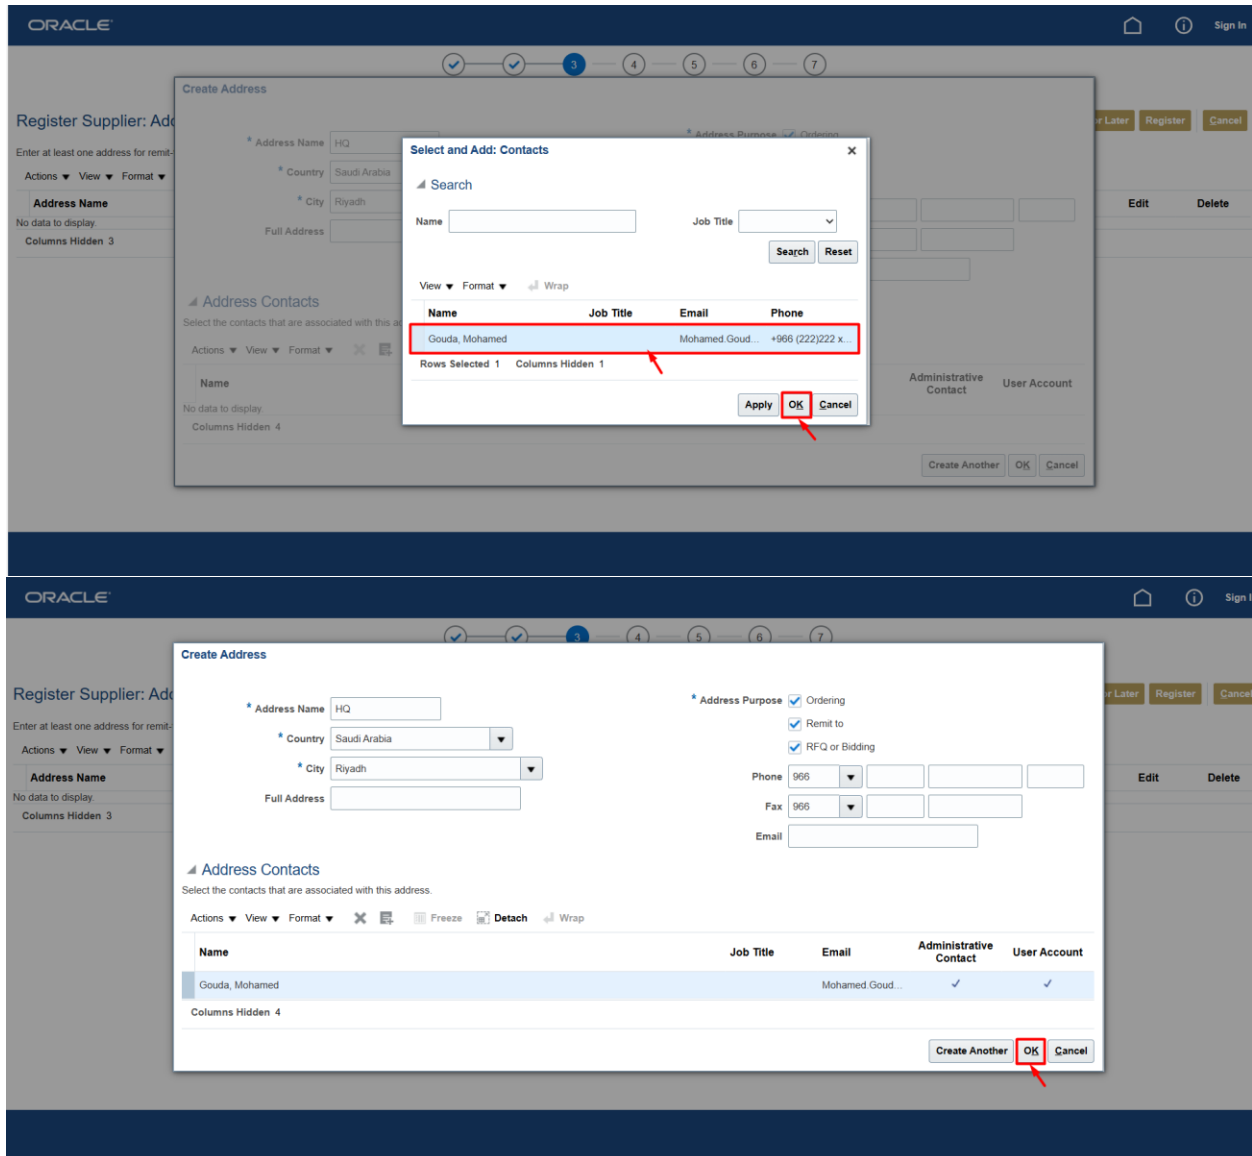 ORACLE
Sign In
3 4 5 6 7
Create Address
Register Supplier: Add
r Later Register Cancel
* Address Name HQ
* Address Purpose Ordering
Enter at least one address for remit-
Select and Add: Contacts
* Country Saudi Arabia
Actions View Format
Search
Address Name
* City Riyadh
Edit Delete
No data to display.
Name
Job Title
Full Address
Columns Hidden 3
Search Reset
View Format Wrap
Address Contacts
Name Job Title Email Phone
Select the contacts that are associated with this a
Gouda, Mohamed Mohamed.Goud... +966 (222)222 x...
Actions View Format
Rows Selected 1 Columns Hidden 1
Name
Administrative Contact User Account
No data to display.
Apply OK Cancel
Columns Hidden 4
Create Another OK Cancel
ORACLE
Sign I
3 4 5 6 7
Create Address
Register Supplier: Add
r Later Register Cancel
* Address Name HQ
* Address Purpose Ordering
Remit to
RFQ or Bidding
Enter at least one address for remit-
* Country Saudi Arabia
Actions View Format
* City Riyadh
Phone 966
Address Name
Edit Delete
No data to display.
Full Address
Fax 966
Columns Hidden 3
Email
Address Contacts
Select the contacts that are associated with this address.
Actions View Format Freeze Detach Wrap
Name Job Title Email Administrative Contact User Account
Gouda, Mohamed Mohamed.Goud...
Columns Hidden 4
Create Another OK Cancel